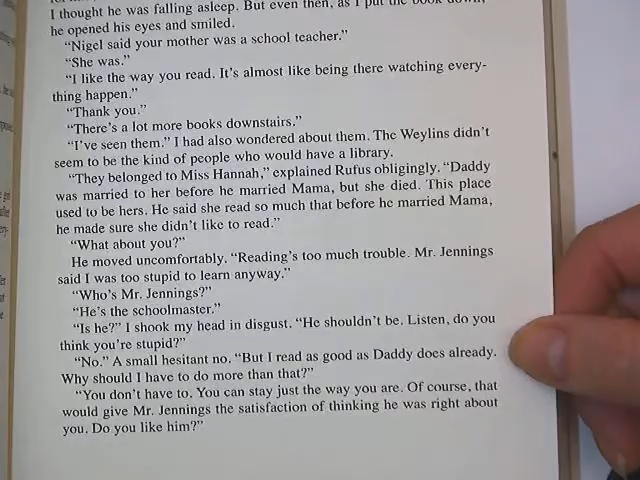 I thought he was falling asleep. But even then, as I put the book down,
he opened his eyes and smiled.
“Nigel said your mother was a school teacher.”
“She was.”
“I like the way you read. It’s almost like being there watching every-
thing happen.”
“Thank you.”
“There’s a lot more books downstairs.”
“I’ve seen them.” I had also wondered about them. The Weylins didn’t
seem to be the kind of people who would have a library.
“They belonged to Miss Hannah,” explained Rufus obligingly. “Daddy
was married to her before he married Mama, but she died. This place
used to be hers. He said she read so much that before he married Mama,
he made sure she didn’t like to read.”
“What about you?”
He moved uncomfortably. “Reading’s too much trouble. Mr. Jennings
said I was too stupid to learn anyway.”
“Who’s Mr. Jennings?”
“He’s the schoolmaster.”
“Is he?” I shook my head in disgust. “He shouldn’t be. Listen, do you
think you’re stupid?”
“No.” A small hesitant no. “But I read as good as Daddy does already.
Why should I have to do more than that?”
“You don’t have to. You can stay just the way you are. Of course, that
would give Mr. Jennings the satisfaction of thinking he was right about
you. Do you like him?”